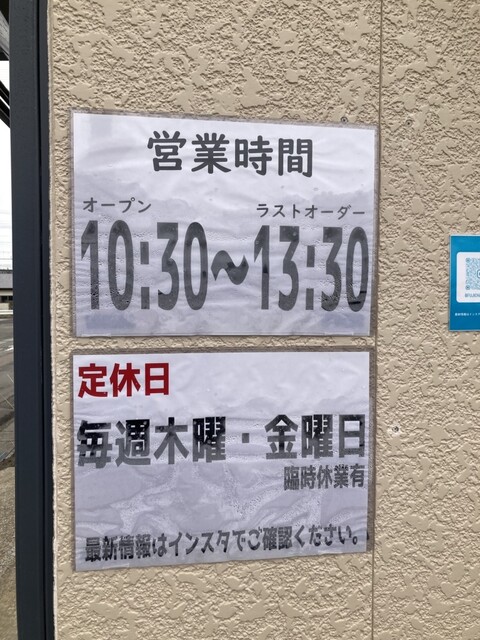 営業時間
オープン ラストオーダー
10:30～13:30
定休日
毎週木曜・金曜日
臨時休業有
最新情報はインスタでご確認ください。